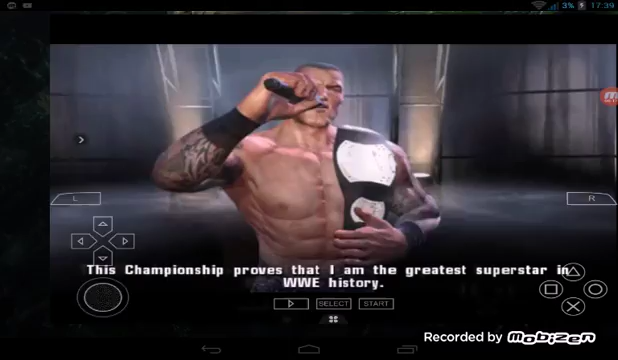 3% 17:39
L
R
This Championship proves that I am the greatest superstar in
WWE history.
SELECT START
Recorded by Mobizen